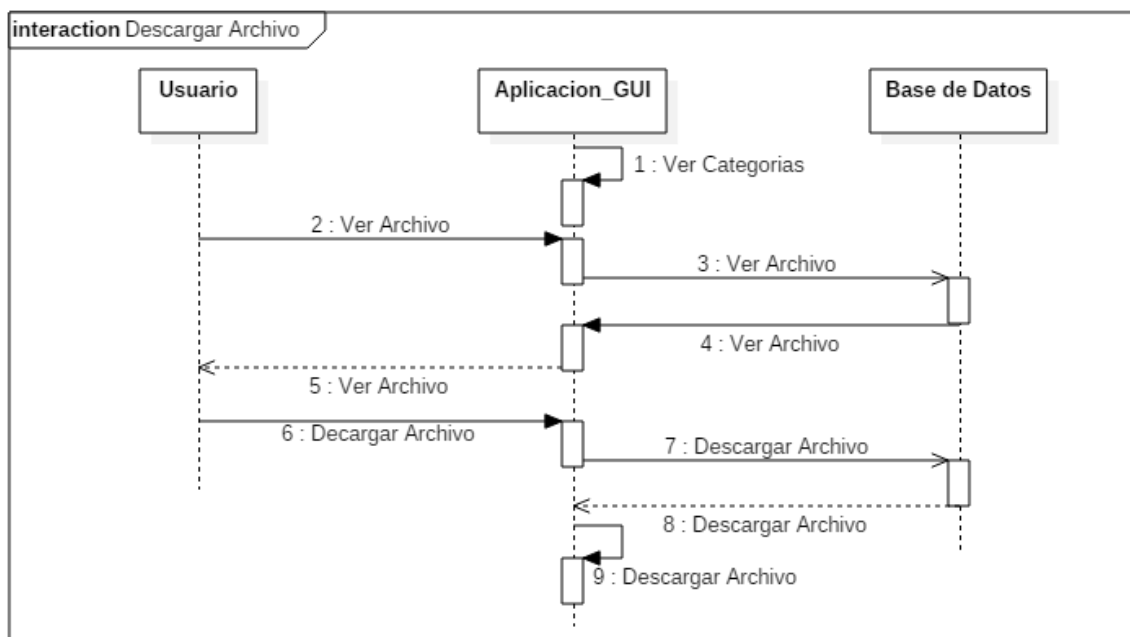 interaction Descargar Archivo
Usuario
Aplicacion_GUI
Base de Datos
1 : Ver Categorias
2 : Ver Archivo
3 : Ver Archivo
4 : Ver Archivo
5 : Ver Archivo
6 : Decargar Archivo
7 : Descargar Archivo
8 : Descargar Archivo
9 : Descargar Archivo